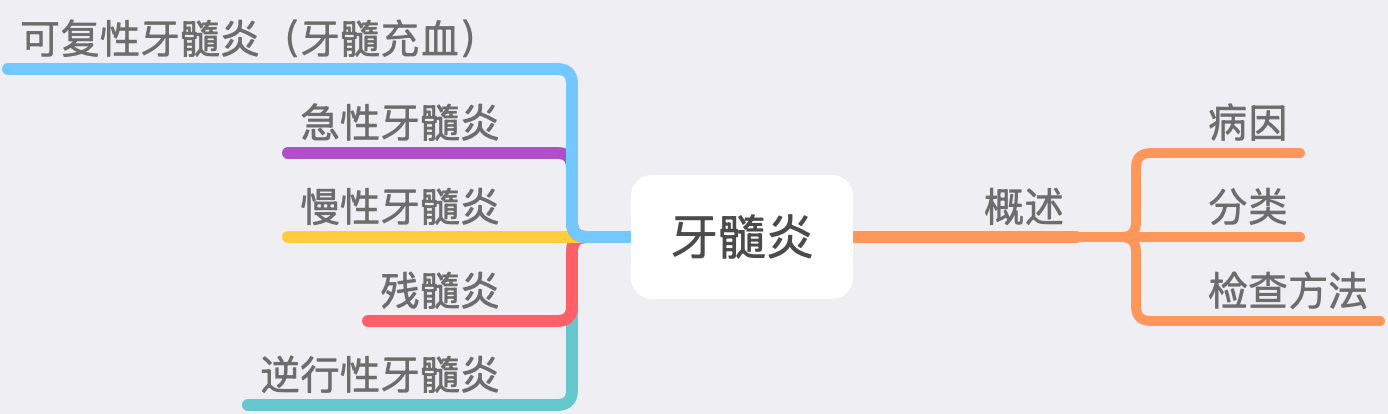 可复性牙髓炎（牙髓充血）
急性牙髓炎
慢性牙髓炎
残髓炎
逆行性牙髓炎
牙髓炎
概述
病因
分类
检查方法